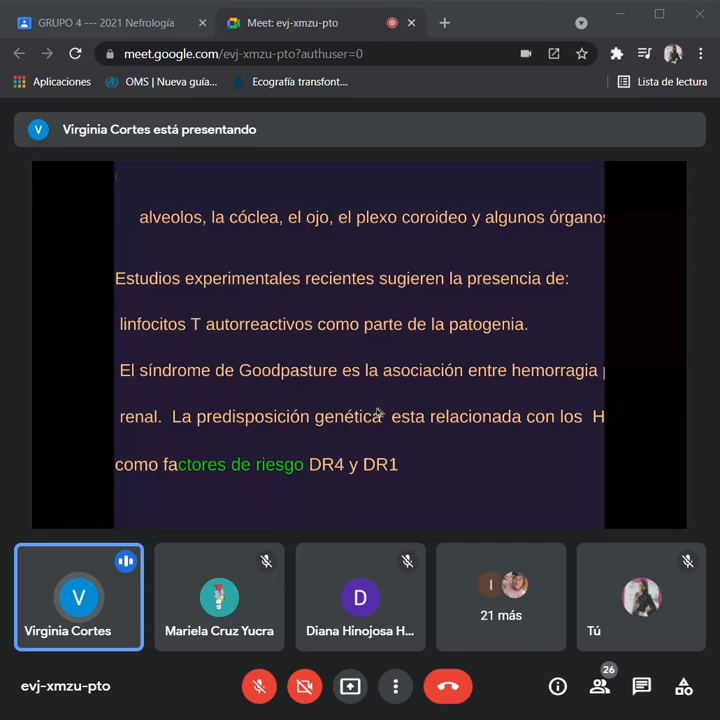 GRUPO 4 --- 2021 Nefrología
Meet: evj-xmzu-pto
meet.google.com/evj-xmzu-pto?authuser=0
Aplicaciones
OMS | Nueva guía...
Ecografía transfont...
Lista de lectura
V
Virginia Cortes está presentando
alveolos, la cóclea, el ojo, el plexo coroideo y algunos órganos
Estudios experimentales recientes sugieren la presencia de:
linfocitos T autorreactivos como parte de la patogenia.
El síndrome de Goodpasture es la asociación entre hemorragia p
renal. La predisposición genética esta relacionada con los H
como factores de riesgo DR4 y DR1
V
Virginia Cortes
Mariela Cruz Yucra
D
Diana Hinojosa H...
I
21 más
Tú
evj-xmzu-pto
26